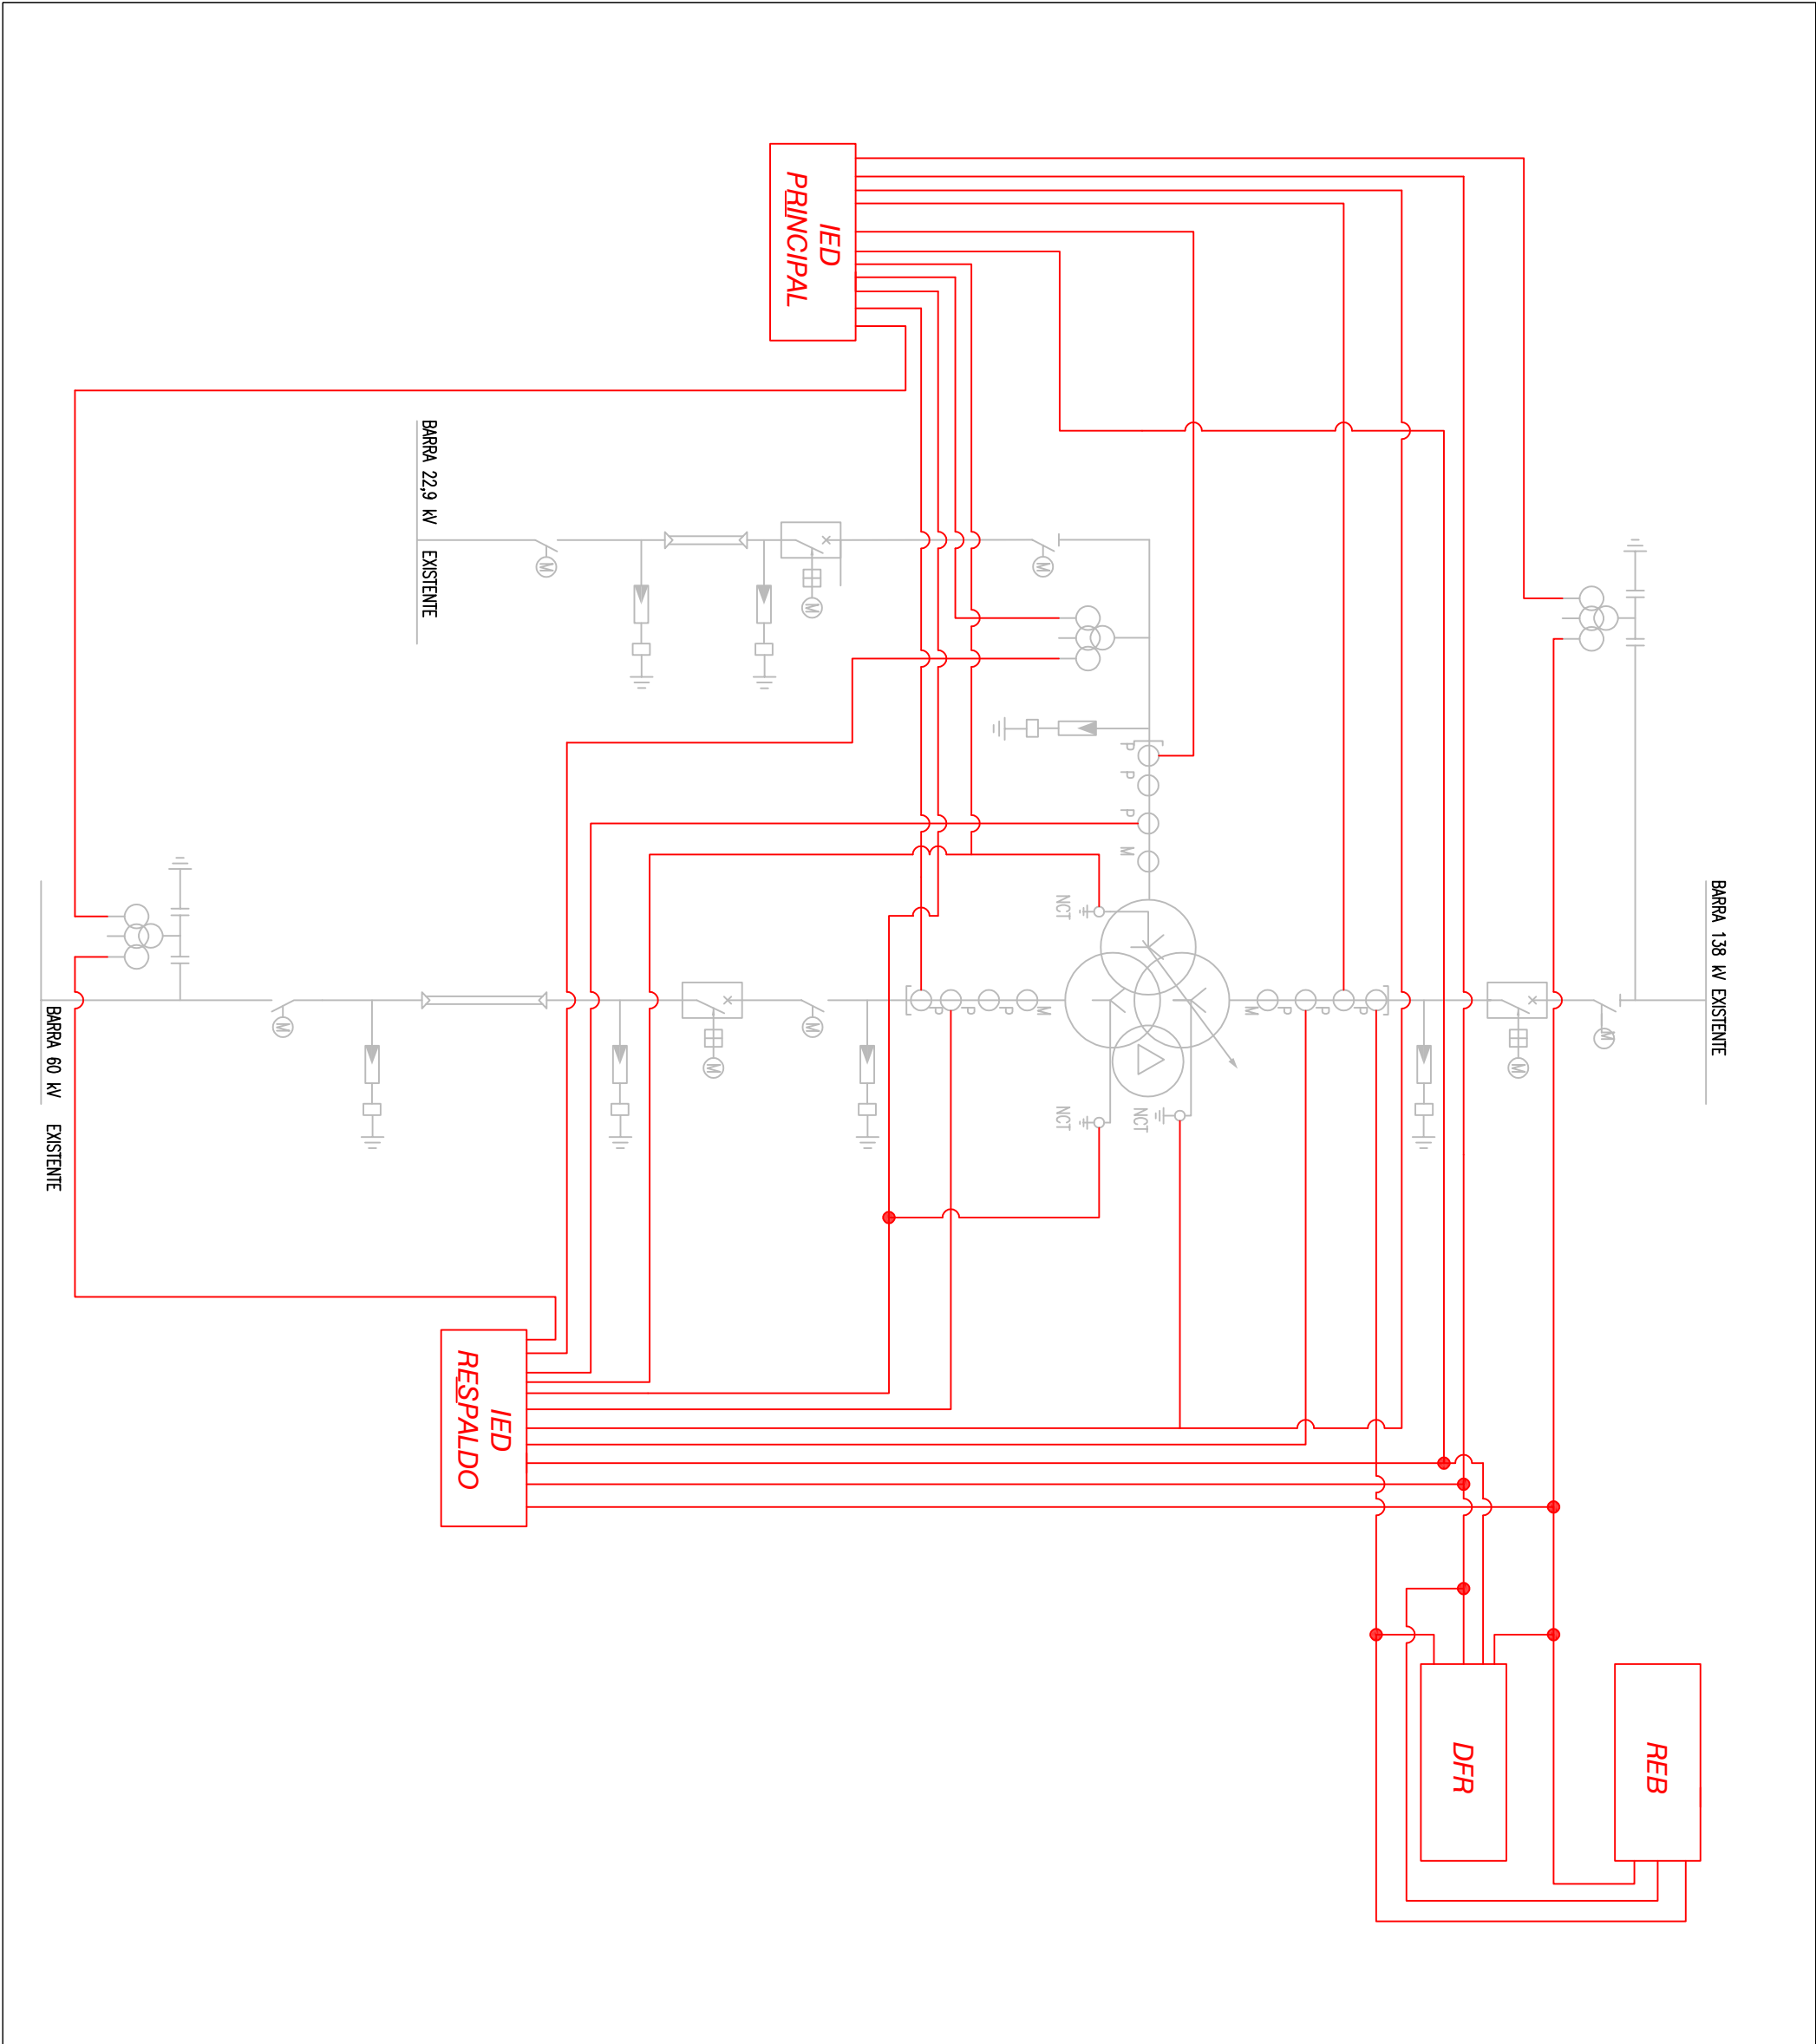 BARRA 138 kV EXISTENTE
REB
M
M
DFR
P
P
P
M
NCT
P
P
P
M
NCT
NCT
M
M
P
P
P
IED
PRINCIPAL
M
M
M
M
IED
RESPALDO
BARRA 22,9 kV EXISTENTE
M
BARRA 60 kV EXISTENTE